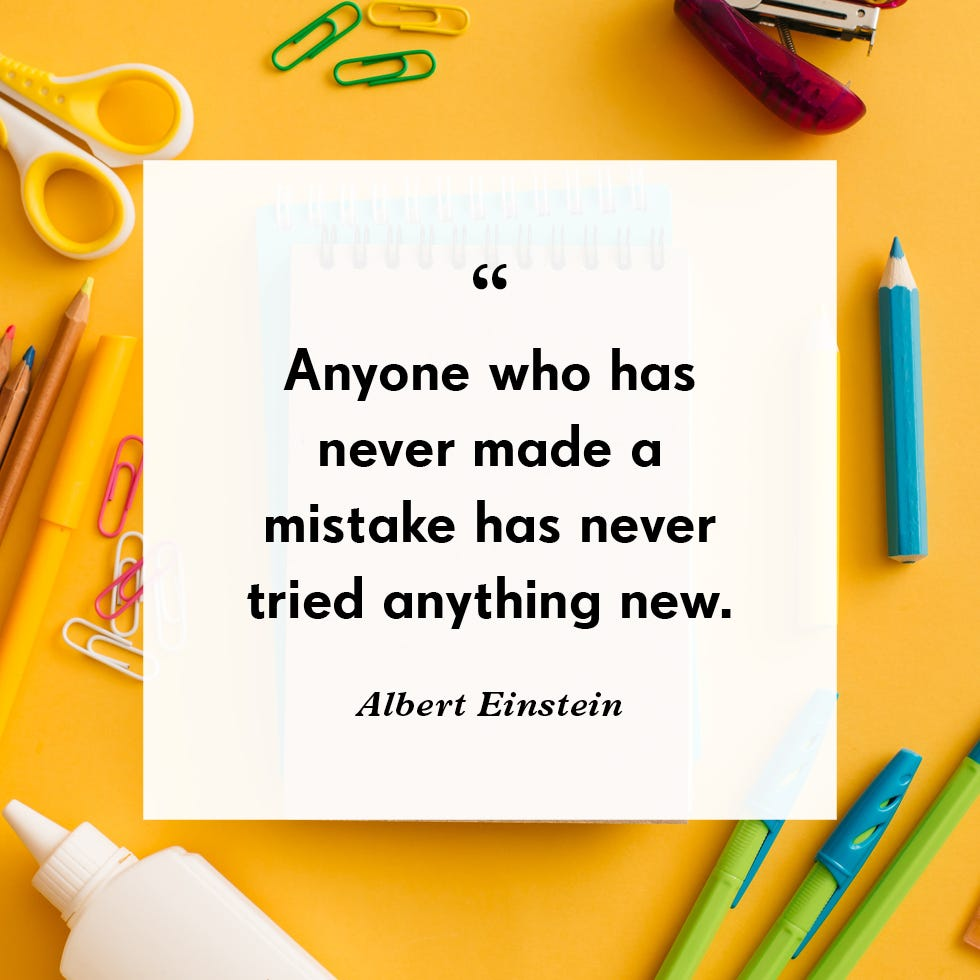 “
Anyone who has
never made a
mistake has never
tried anything new.
Albert Einstein